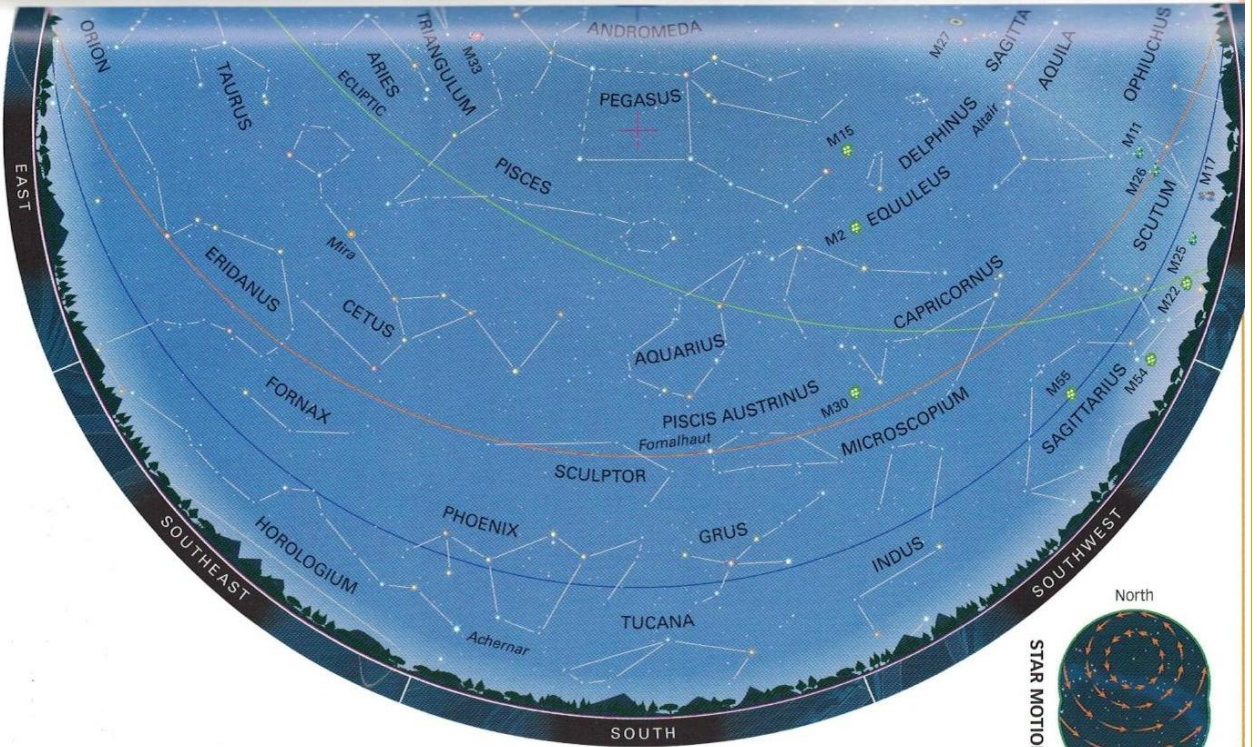 ORION
TAURUS
ARIES
ECLIPTIC
TRIANGULUM
M33
ANDROMEDA
PEGASUS
M27
SAGITTA
AQUILA
OPHIUCHUS
Altair
DELPHINUS
M15
M11
M26
M17
SCUTUM
EQUULEUS
M2
PISCES
EAST
Mira
ERIDANUS
CETUS
M25
M22
CAPRICORNUS
AQUARIUS
FORNAX
PISCIS AUSTRINUS
M30
M55
M54
SAGITTARIUS
MICROSCOPIUM
Fomalhaut
SCULPTOR
PHOENIX
GRUS
INDUS
HOROLOGIUM
TUCANA
Achernar
SOUTHEAST
SOUTHWEST
SOUTH
North
STAR MOTIO